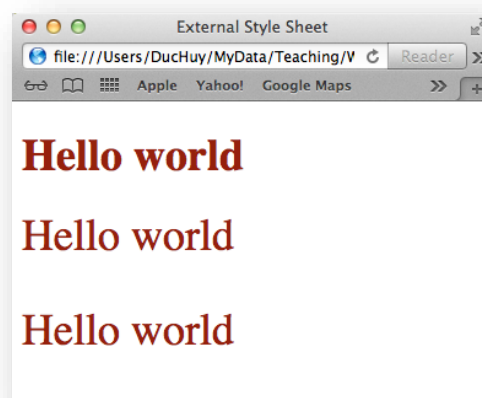 External Style Sheet
file:///Users/DucHuy/MyData/Teaching/W Reader
Apple Yahoo! Google Maps
Hello world
Hello world
Hello world